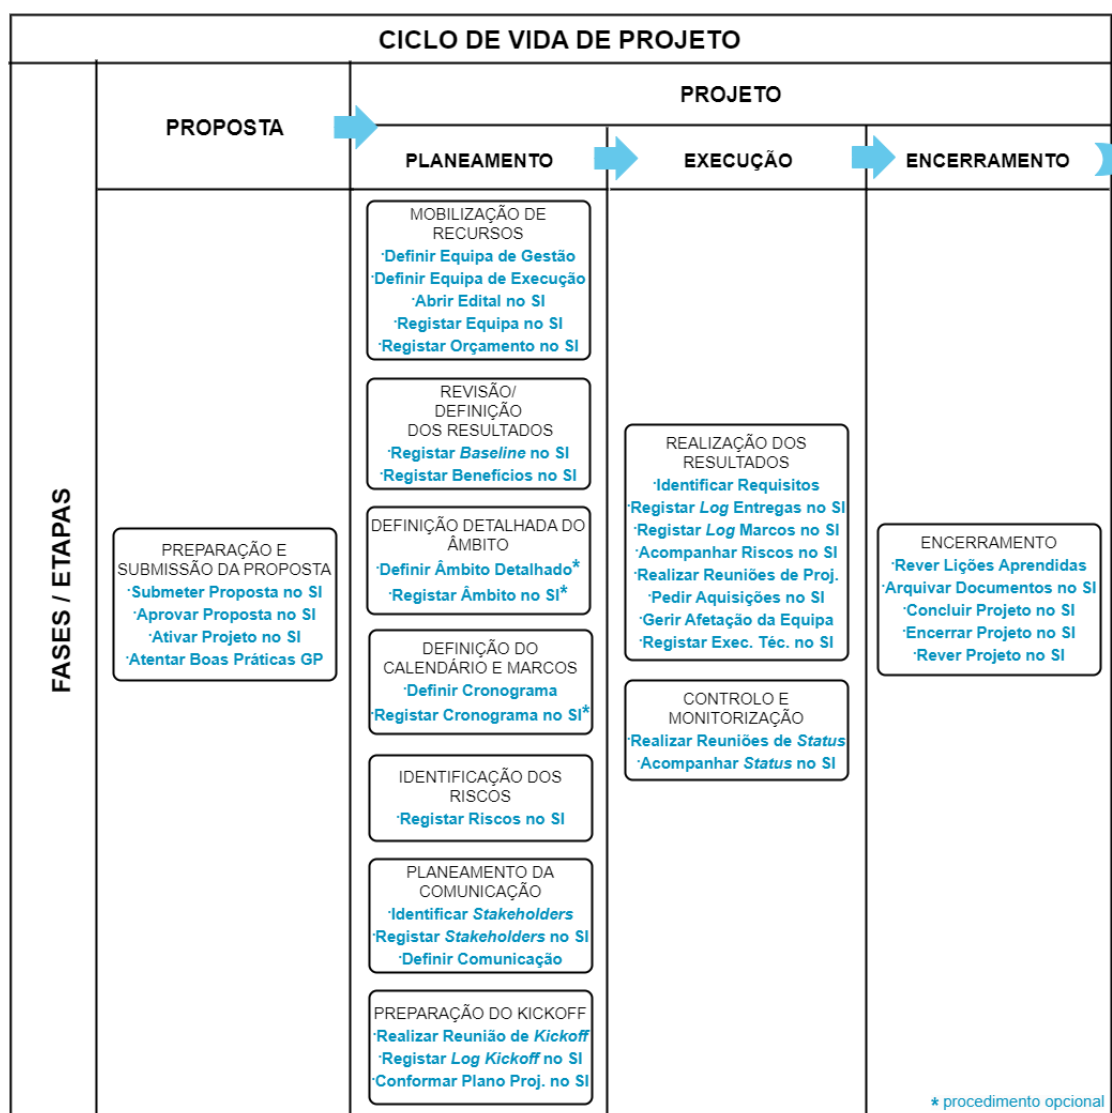 CICLO DE VIDA DE PROJETO
FASES / ETAPAS
PROPOSTA
PROJETO
PLANEAMENTO
EXECUÇÃO
ENCERRAMENTO
PREPARAÇÃO E
SUBMISSÃO DA PROPOSTA
·Submeter Proposta no SI
·Aprovar Proposta no SI
·Ativar Projeto no SI
·Atentar Boas Práticas GP
MOBILIZAÇÃO DE
RECURSOS
·Definir Equipa de Gestão
·Definir Equipa de Execução
·Abrir Edital no SI
·Registar Equipa no SI
·Registar Orçamento no SI
REVISÃO/
DEFINIÇÃO
DOS RESULTADOS
·Registar Baseline no SI
·Registar Benefícios no SI
DEFINIÇÃO DETALHADA DO
ÂMBITO
·Definir Âmbito Detalhado*
·Registar Âmbito no SI*
DEFINIÇÃO DO
CALENDÁRIO E MARCOS
·Definir Cronograma
·Registar Cronograma no SI*
IDENTIFICAÇÃO DOS
RISCOS
·Registar Riscos no SI
PLANEAMENTO DA
COMUNICAÇÃO
·Identificar Stakeholders
·Registar Stakeholders no SI
·Definir Comunicação
PREPARAÇÃO DO KICKOFF
·Realizar Reunião de Kickoff
·Registar Log Kickoff no SI
·Conformar Plano Proj. no SI
REALIZAÇÃO DOS
RESULTADOS
·Identificar Requisitos
·Registar Log Entregas no SI
·Registar Log Marcos no SI
·Acompanhar Riscos no SI
·Realizar Reuniões de Proj.
·Pedir Aquisições no SI
·Gerir Afetação da Equipa
·Registar Exec. Téc. no SI
CONTROLO E
MONITORIZAÇÃO
·Realizar Reuniões de Status
·Acompanhar Status no SI
ENCERRAMENTO
·Rever Lições Aprendidas
·Arquivar Documentos no SI
·Concluir Projeto no SI
·Encerrar Projeto no SI
·Rever Projeto no SI
* procedimento opcional